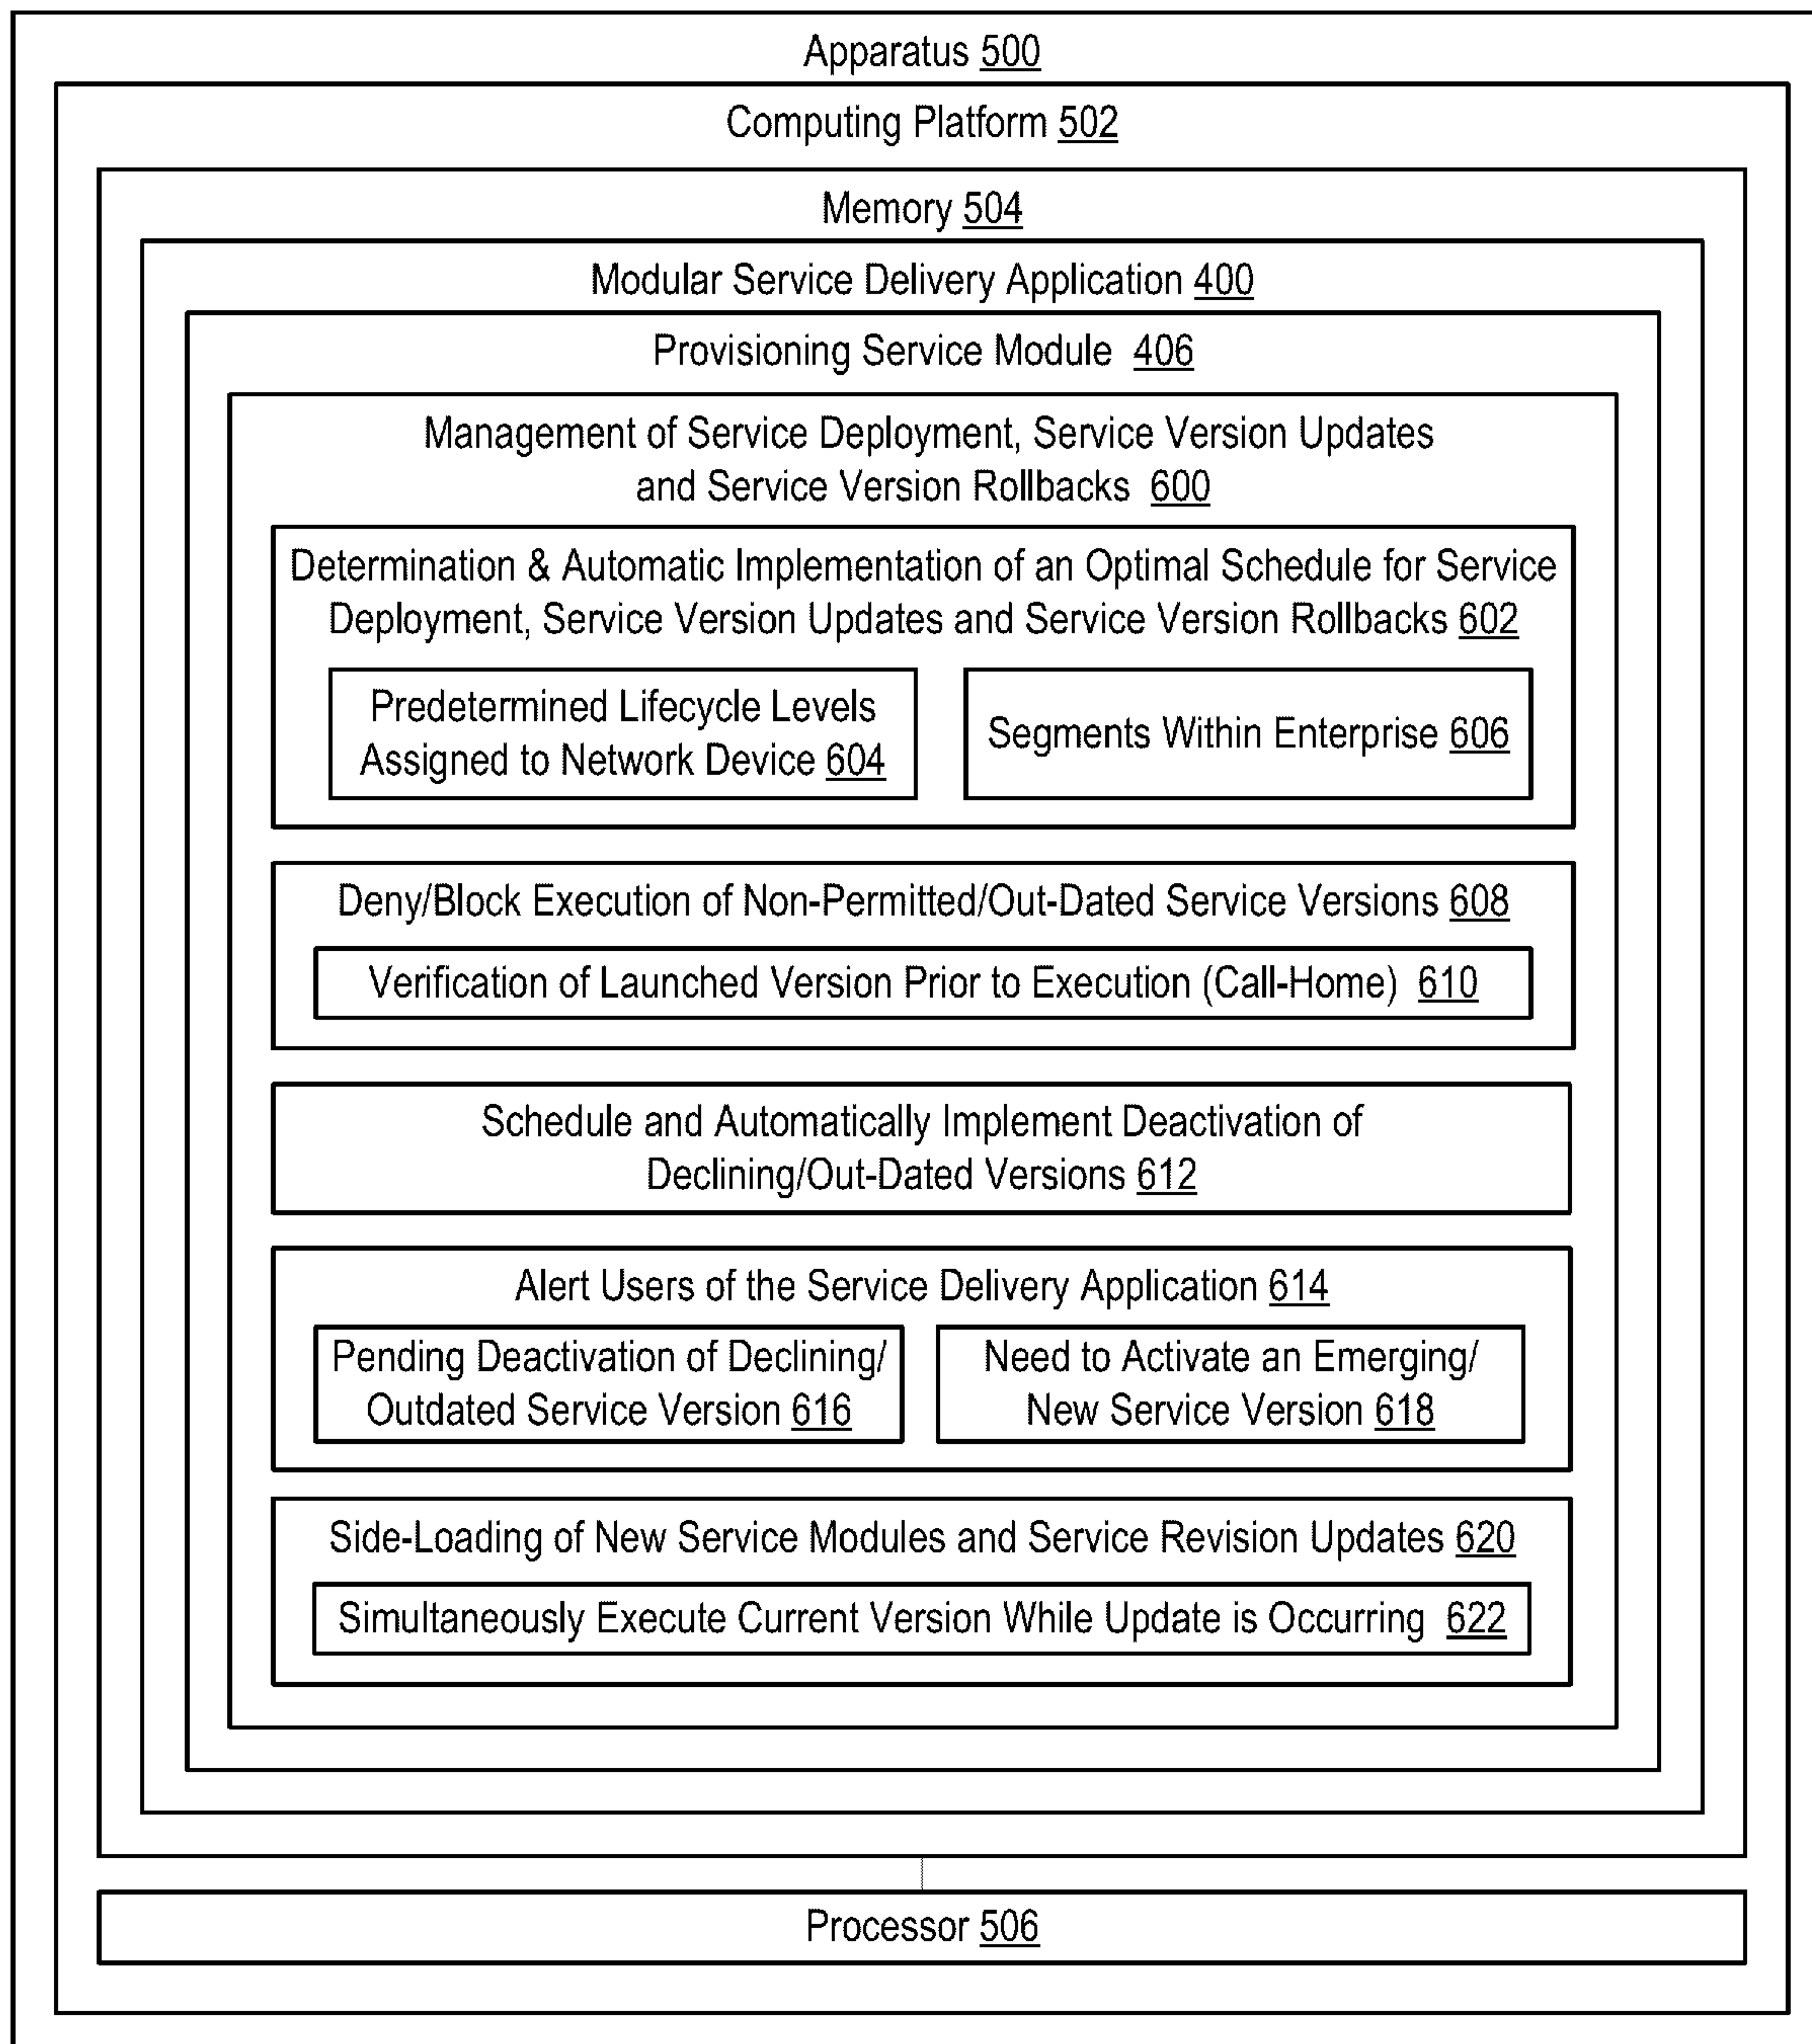 Apparatus 500
Computing Platform 502
Memory 504
Modular Service Delivery Application 400
Provisioning Service Module 406
Management of Service Deployment, Service Version Updates
and Service Version Rollbacks 600
Determination & Automatic Implementation of an Optimal Schedule for Service
Deployment, Service Version Updates and Service Version Rollbacks 602
Predetermined Lifecycle Levels
Assigned to Network Device 604
Segments Within Enterprise 606
Deny/Block Execution of Non-Permitted/Out-Dated Service Versions 608
Verification of Launched Version Prior to Execution (Call-Home) 610
Schedule and Automatically Implement Deactivation of
Declining/Out-Dated Versions 612
Alert Users of the Service Delivery Application 614
Pending Deactivation of Declining/
Outdated Service Version 616
Need to Activate an Emerging/
New Service Version 618
Side-Loading of New Service Modules and Service Revision Updates 620
Simultaneously Execute Current Version While Update is Occurring 622
Processor 506